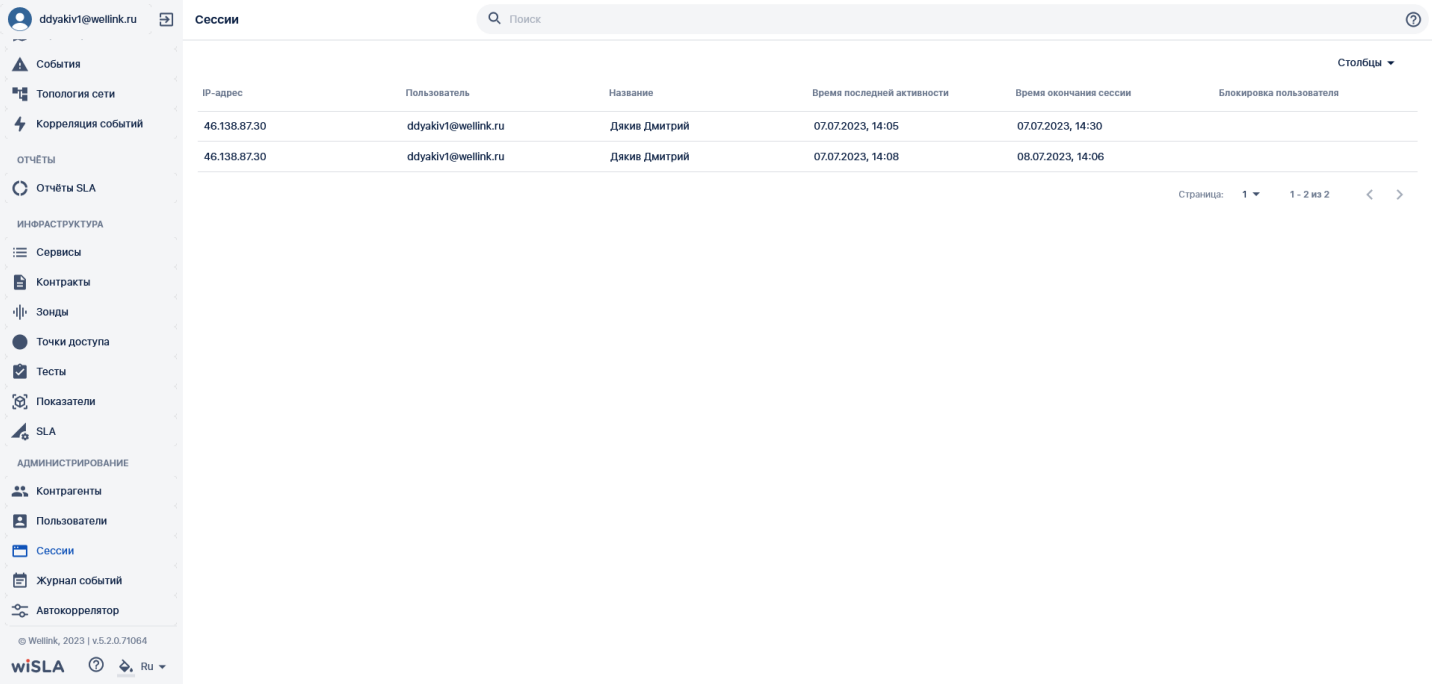 ddyakiv1@wellink.ru
Сессии
Поиск
События
Топология сети
Корреляция событий
ОТЧЁТЫ
Отчёты SLA
ИНФРАСТРУКТУРА
Сервисы
Контракты
Зонды
Точки доступа
Тесты
Показатели
SLA
АДМИНИСТРИРОВАНИЕ
Контрагенты
Пользователи
Сессии
Журнал событий
Автокоррелятор
© Wellink, 2023 | v.5.2.0.71064
wiSLA
Ru
Столбцы
IP-адрес Пользователь Название Время последней активности Время окончания сессии Блокировка пользователя
46.138.87.30 ddyakiv1@wellink.ru Дякив Дмитрий 07.07.2023, 14:05 07.07.2023, 14:30
46.138.87.30 ddyakiv1@wellink.ru Дякив Дмитрий 07.07.2023, 14:08 08.07.2023, 14:06
Страница: 1 1 - 2 из 2